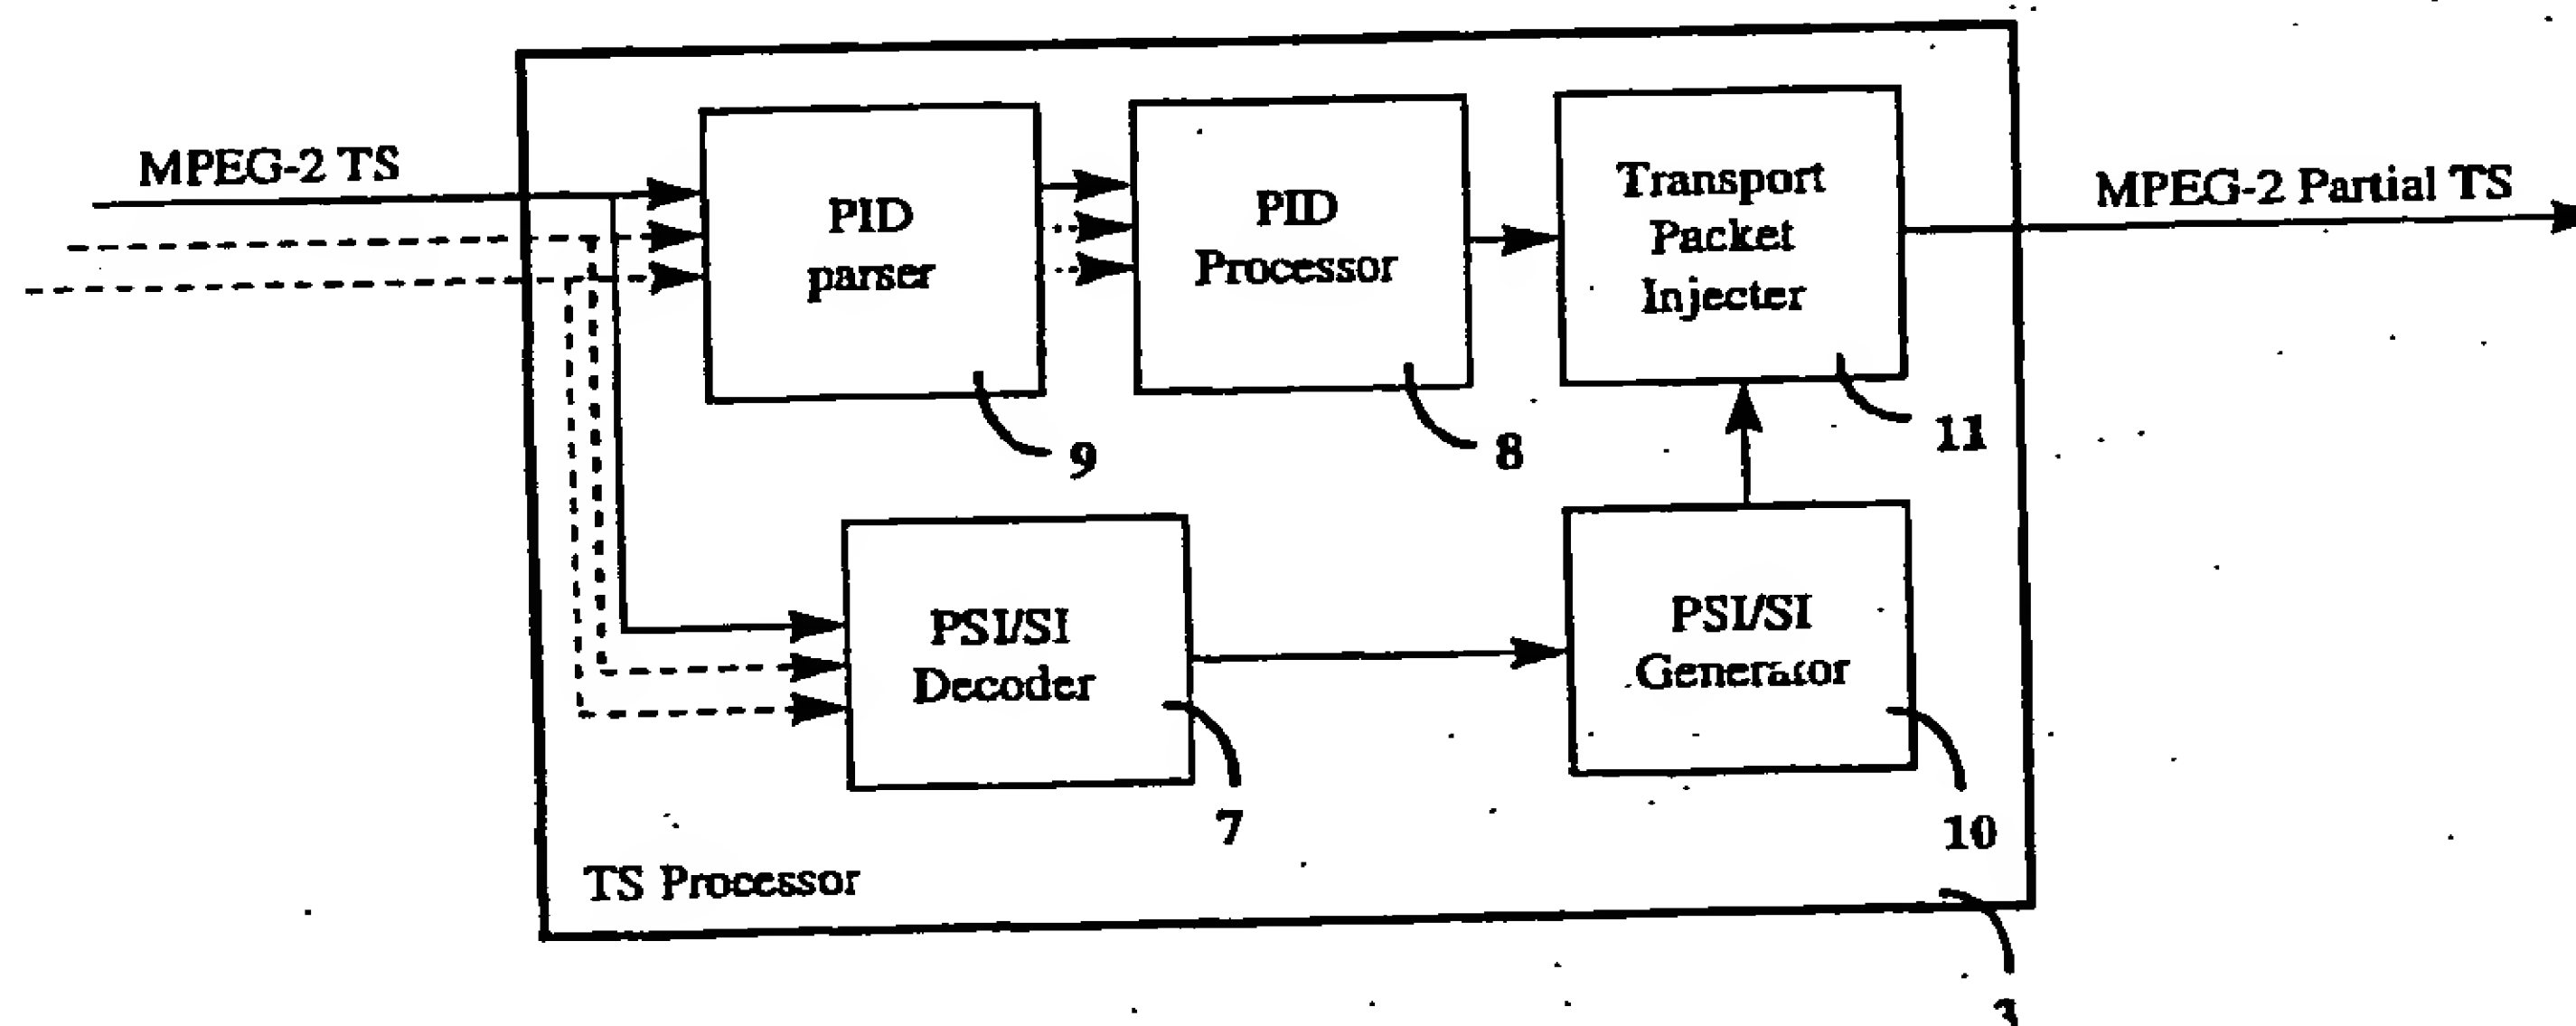 MPEG-2 TS
PID
parser
PID
Processor
Transport
Packet
Injecter
MPEG-2 Partial TS
9
8
11
PSI/SI
Decoder
PSI/SI
Generator
7
10
TS Processor
3